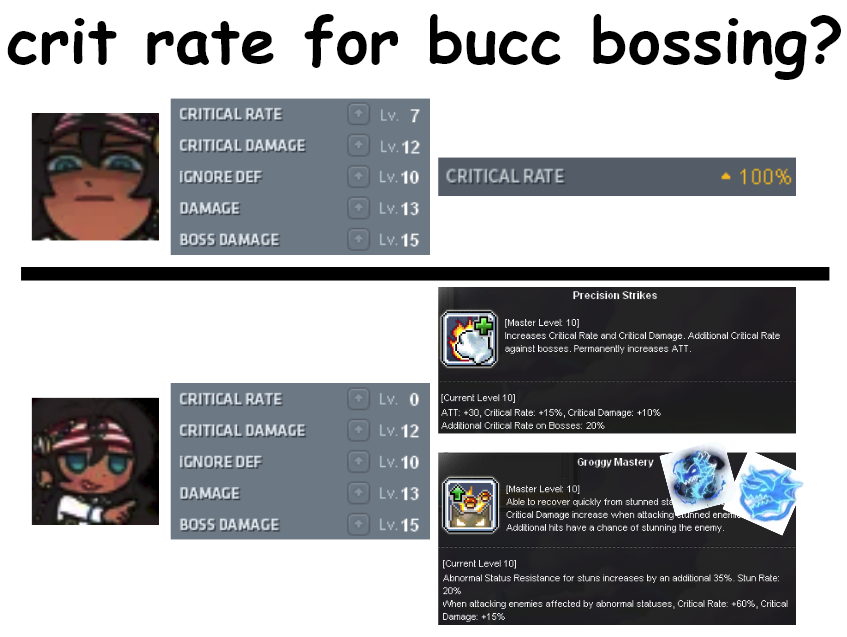 crit rate for bucc bossing?
CRITICAL RATE Lv. 7
CRITICAL DAMAGE Lv. 12
IGNORE DEF Lv. 10
DAMAGE Lv. 13
BOSS DAMAGE Lv. 15
CRITICAL RATE 100%
Precision Strikes
[Master Level: 10]
Increases Critical Rate and Critical Damage. Additional Critical Rate
against bosses. Permanently increases ATT.
[Current Level 10]
ATT: +30, Critical Rate: +15%, Critical Damage: +10%
Additional Critical Rate on Bosses: 20%
CRITICAL RATE Lv. 0
CRITICAL DAMAGE Lv. 12
IGNORE DEF Lv. 10
DAMAGE Lv. 13
BOSS DAMAGE Lv. 15
Groggy Mastery
[Master Level: 10]
Able to recover quickly from stunned
Critical Damage increase when attacking stunned
Additional hits have a chance of stunning the enemy.
[Current Level 10]
Abnormal Status Resistance for stuns increases by an additional 35%. Stun Rate:
20%
When attacking enemies affected by abnormal statuses, Critical Rate: +60%, Critical
Damage: +15%